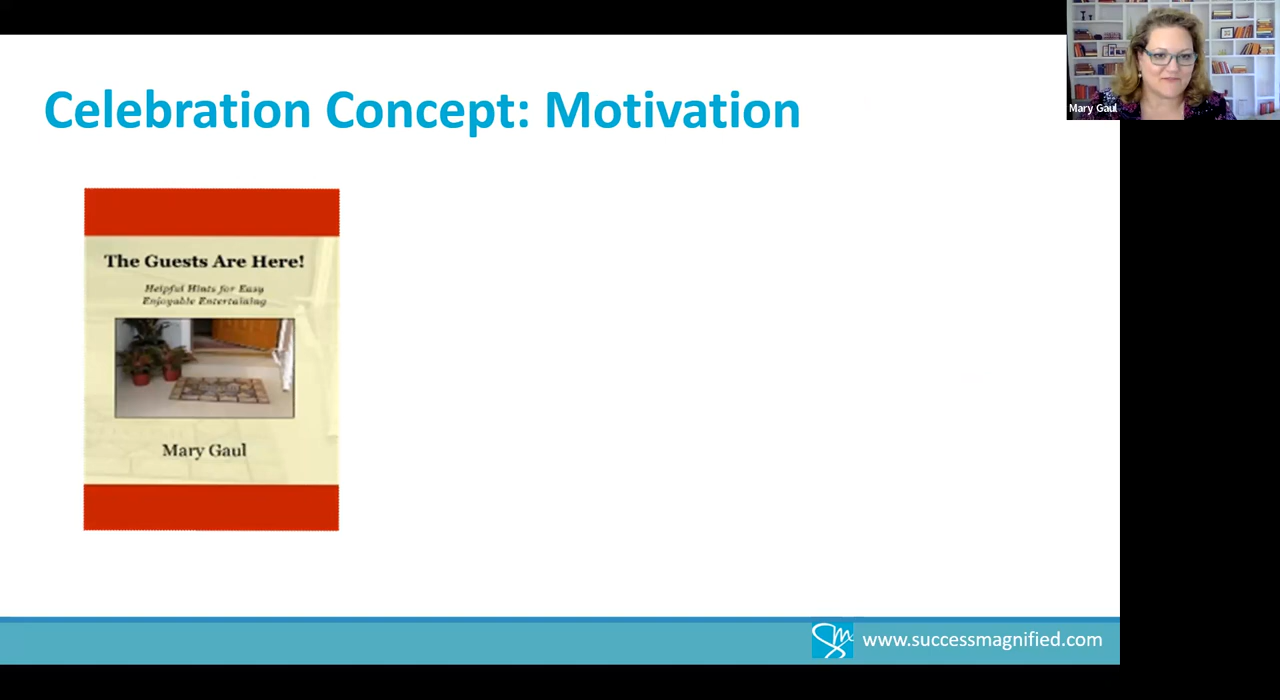 Celebration Concept: Motivation
Mary Gaul
The Guests Are Here!
Helpful Hints for Easy
Enjoyable Entertaining
Mary Gaul
www.successmagnified.com